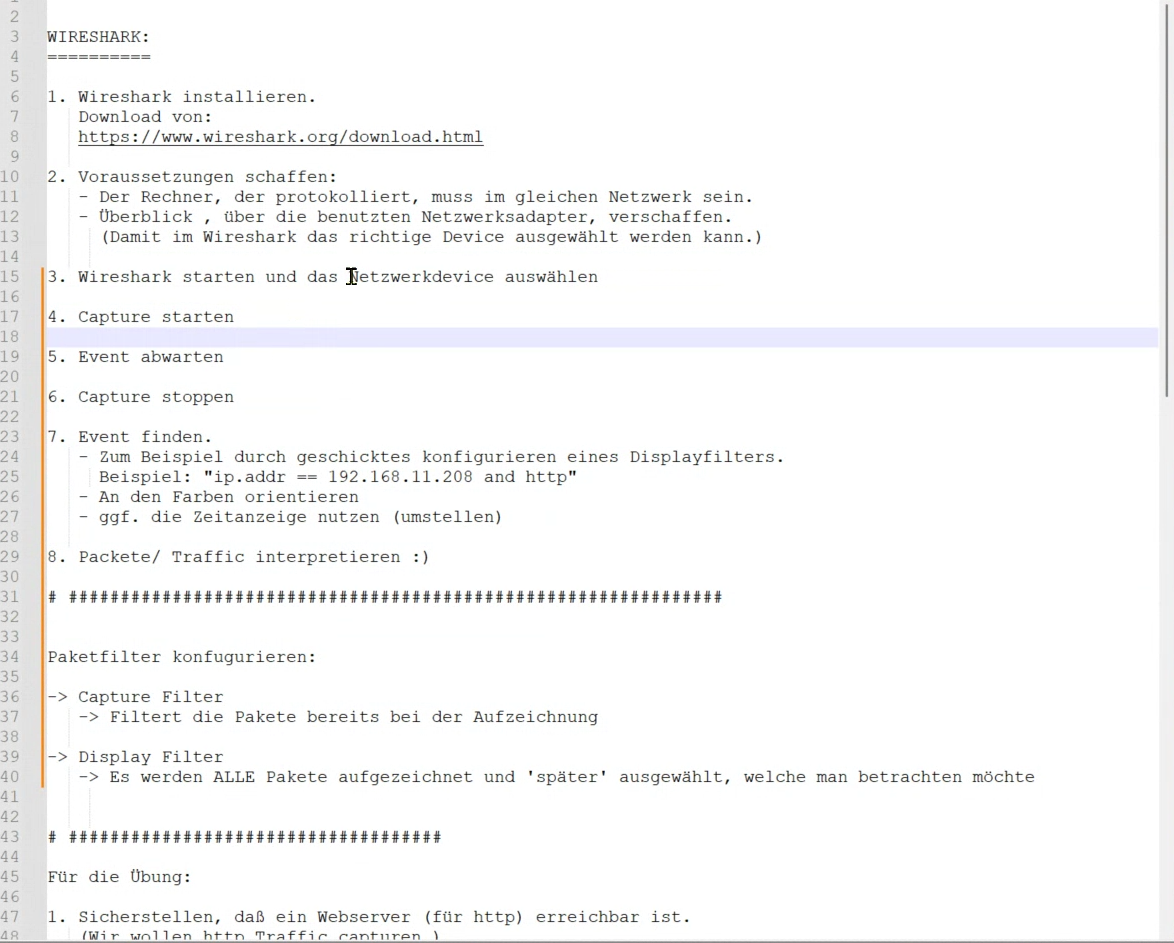 2
3 WIRESHARK:
4 ==========
5
6 1. Wireshark installieren.
7 Download von:
8 https://www.wireshark.org/download.html
9
10 2. Voraussetzungen schaffen:
11 - Der Rechner, der protokolliert, muss im gleichen Netzwerk sein.
12 - Überblick , über die benutzten Netzwerksadapter, verschaffen.
13 (Damit im Wireshark das richtige Device ausgewählt werden kann.)
14
15 3. Wireshark starten und das Netzwerkdevice auswählen
16
17 4. Capture starten
18
19 5. Event abwarten
20
21 6. Capture stoppen
22
23 7. Event finden.
24 - Zum Beispiel durch geschicktes konfigurieren eines Displayfilters.
25 Beispiel: "ip.addr == 192.168.11.208 and http"
26 - An den Farben orientieren
27 - ggf. die Zeitanzeige nutzen (umstellen)
28
29 8. Packete/ Traffic interpretieren :)
30
31 # ###############################################################
32
33
34 Paketfilter konfugurieren:
35
36 -> Capture Filter
37 -> Filtert die Pakete bereits bei der Aufzeichnung
38
39 -> Display Filter
40 -> Es werden ALLE Pakete aufgezeichnet und 'später' ausgewählt, welche man betrachten möchte
41
42
43 # ####################################
44
45 Für die Übung:
46
47 1. Sicherstellen, daß ein Webserver (für http) erreichbar ist.
48 (Wir wollen http Traffic capturen.)